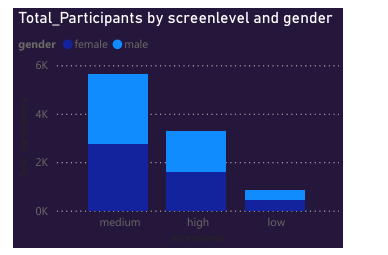 Total_Participants by screenlevel and gender
gender female male
6K
4K
2K
0K
medium high low